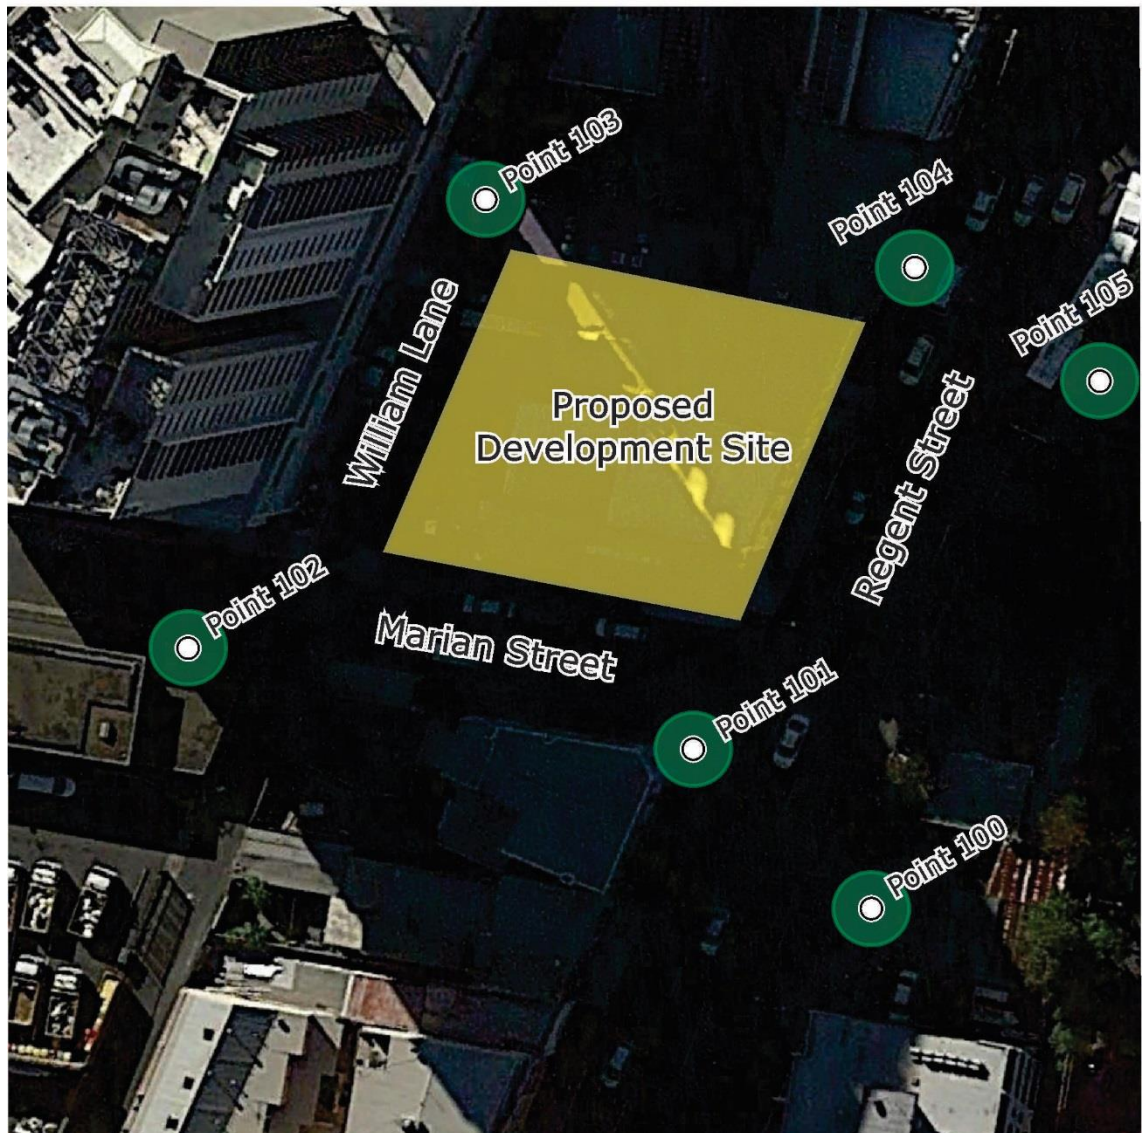 Point 103
Point 104
Point 105
William Lane
Proposed
Development Site
Regent Street
Point 102
Marian Street
Point 101
Point 100